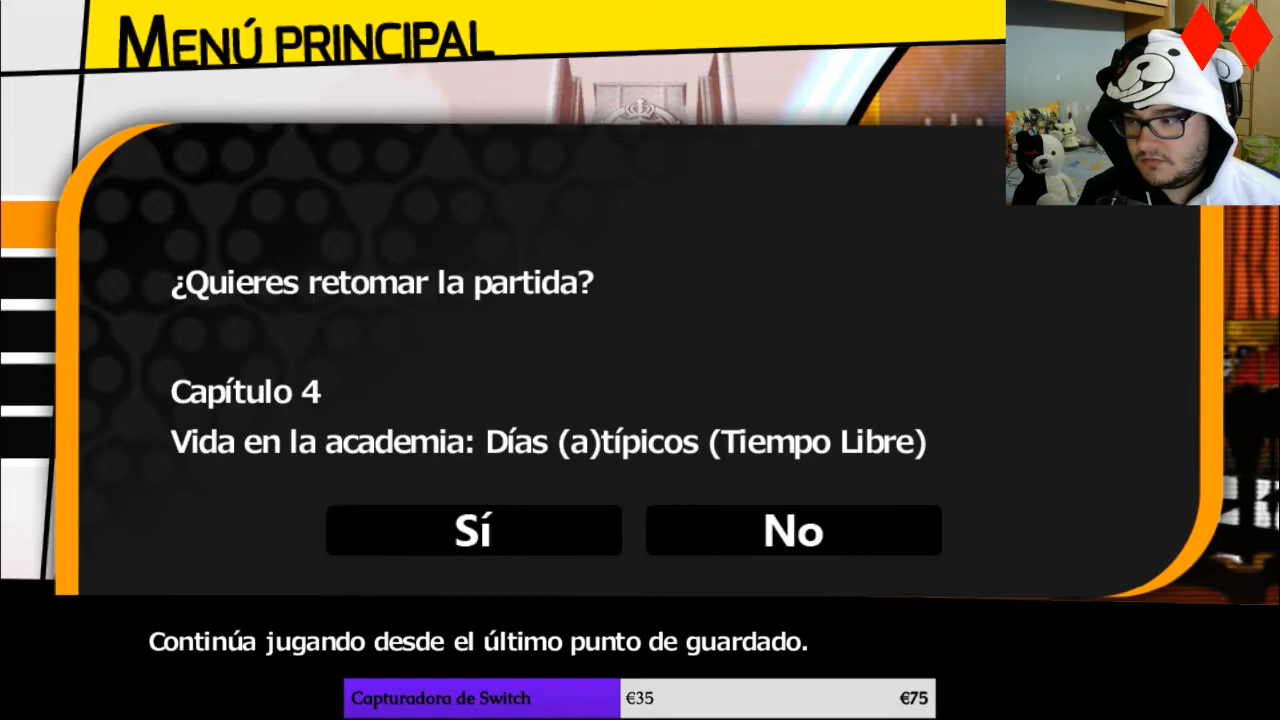 MENÚ PRINCIPAL
¿Quieres retomar la partida?
Capítulo 4
Vida en la academia: Días (a)típicos (Tiempo Libre)
Sí
No
Continúa jugando desde el último punto de guardado.
Capturadora de Switch
€35
€75